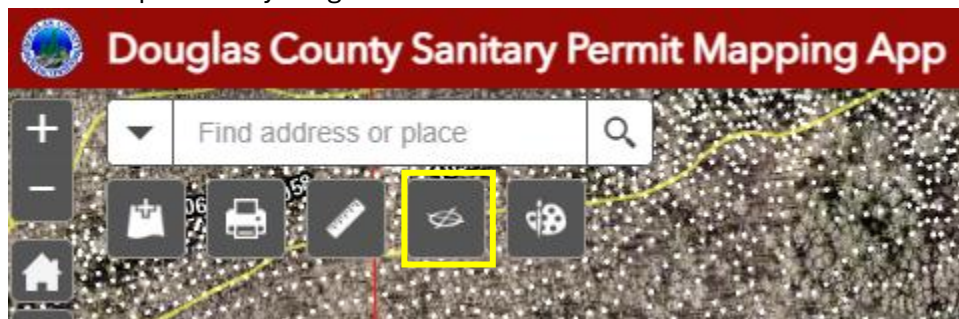 Douglas County Sanitary Permit Mapping App
Find address or place